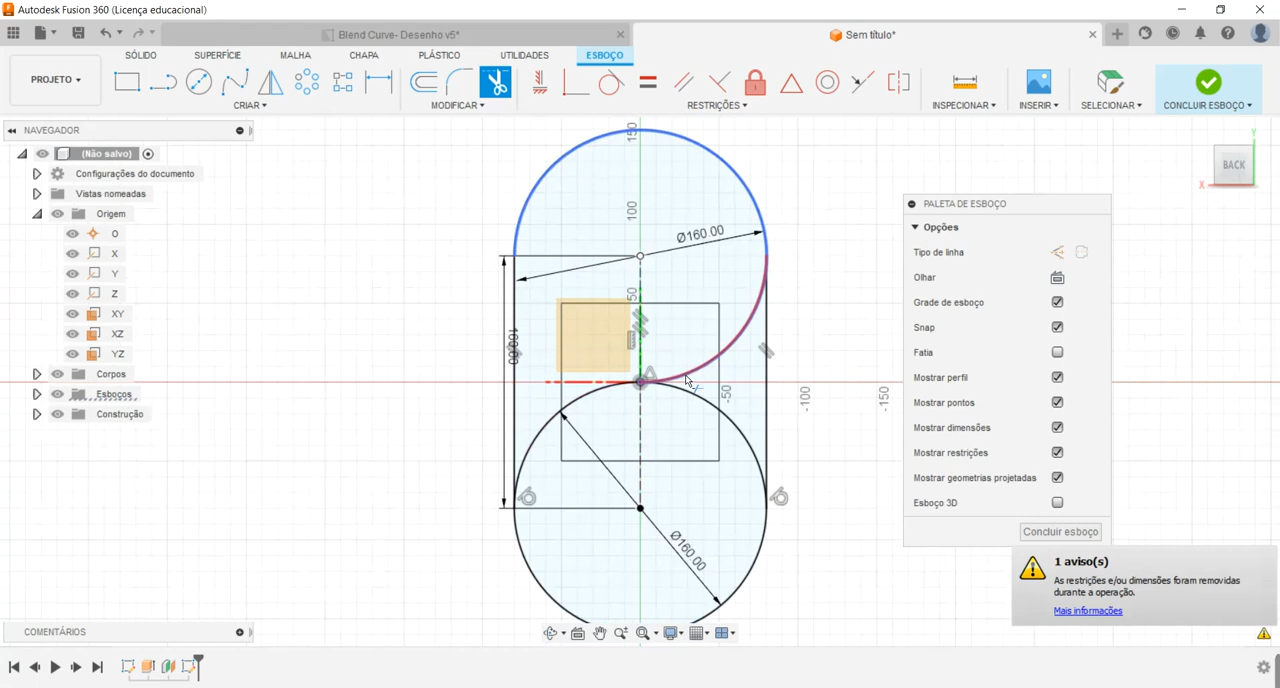 Autodesk Fusion 360 (Licença educacional)
Blend Curve- Desenho v5*
Sem título*
SÓLIDO SUPERFÍCIE MALHA CHAPA PLÁSTICO UTILIDADES ESBOÇO
PROJETO
CRIAR MODIFICAR RESTRIÇÕES INSPECIONAR INSERIR SELECIONAR CONCLUIR ESBOÇO
NAVEGADOR
(Não salvo)
Configurações do documento
Vistas nomeadas
Origem
O
X
Y
Z
XY
XZ
YZ
Corpos
Esboços
Construção
150
100
50
-50
-100
-150
Ø160.00
Ø160.00
Y
BACK
X
PALETA DE ESBOÇO
Opções
Tipo de linha
Olhar
Grade de esboço
Snap
Fatia
Mostrar perfil
Mostrar pontos
Mostrar dimensões
Mostrar restrições
Mostrar geometrias projetadas
Esboço 3D
Concluir esboço
1 aviso(s)
As restrições e/ou dimensões foram removidas
durante a operação.
Mais informações
COMENTÁRIOS